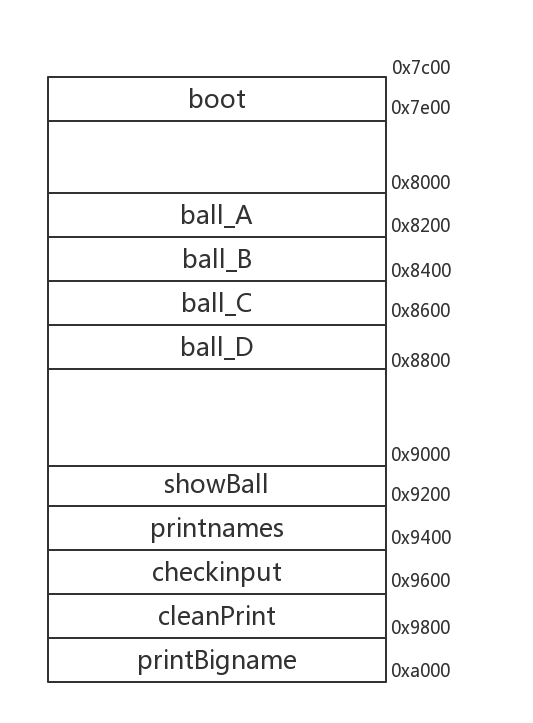 0x7c00
boot
0x7e00
0x8000
ball_A
0x8200
ball_B
0x8400
ball_C
0x8600
ball_D
0x8800
0x9000
showBall
0x9200
printnames
0x9400
checkinput
0x9600
cleanPrint
0x9800
printBigname
0xa000